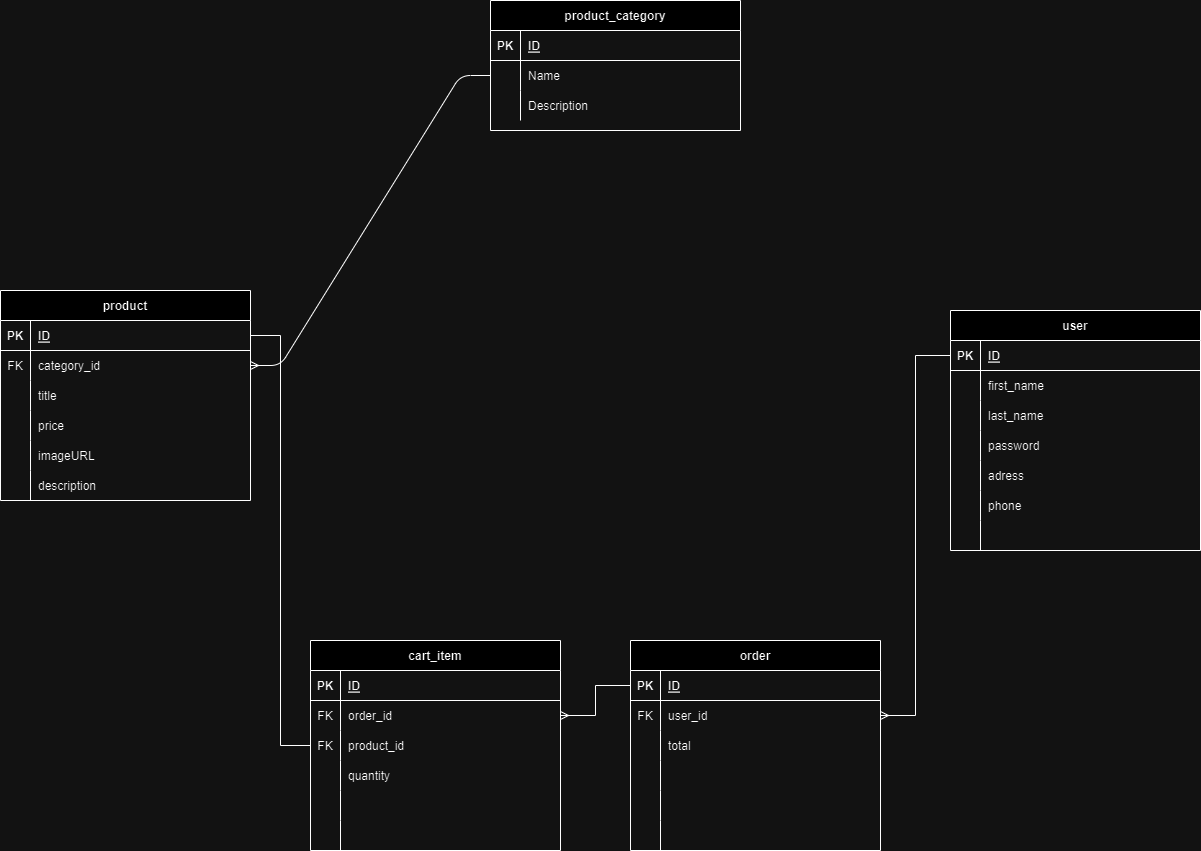 product_category
PK ID
Name
Description
product
PK ID
FK category_id
title
price
imageURL
description
user
PK ID
first_name
last_name
password
adress
phone
cart_item
PK ID
FK order_id
FK product_id
quantity
order
PK ID
FK user_id
total